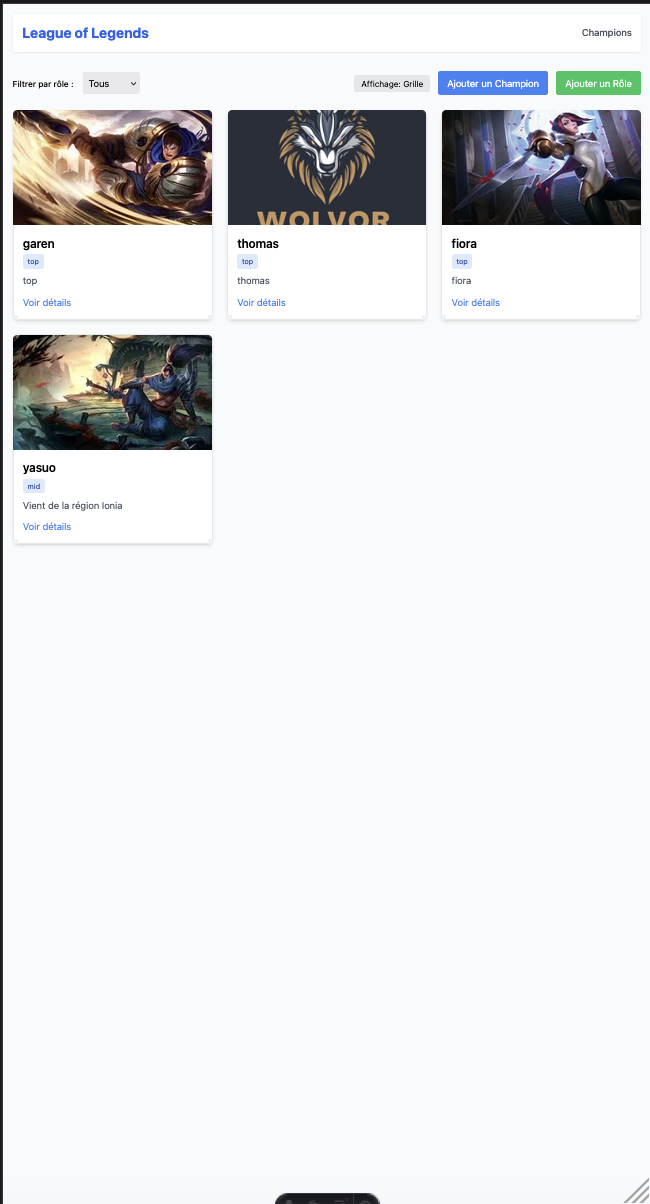 League of Legends
Champions
Filtrer par rôle :
Tous
Affichage: Grille
Ajouter un Champion
Ajouter un Rôle
WOLVOR
garen
thomas
fiora
top
top
top
top
thomas
fiora
Voir détails
Voir détails
Voir détails
yasuo
mid
Vient de la région Ionia
Voir détails